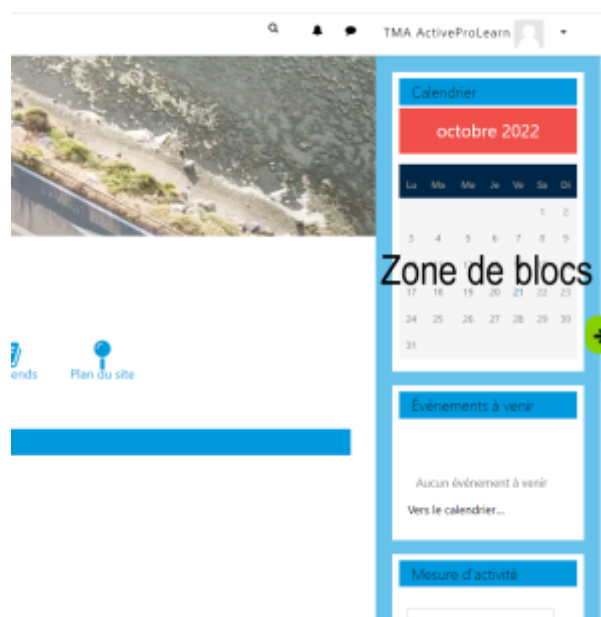 TMA ActiveProLearn
Calendrier
octobre 2022
Lu Ma Me Je Ve Sa Di
1 2
3 4 5 6 7 8 9
Zone de blocs
17 18 19 20 21 22 23
24 25 26 27 28 29 30
31
Plan du site
Événements à venir
Aucun événement à venir
Vers le calendrier...
Mesure d'activité